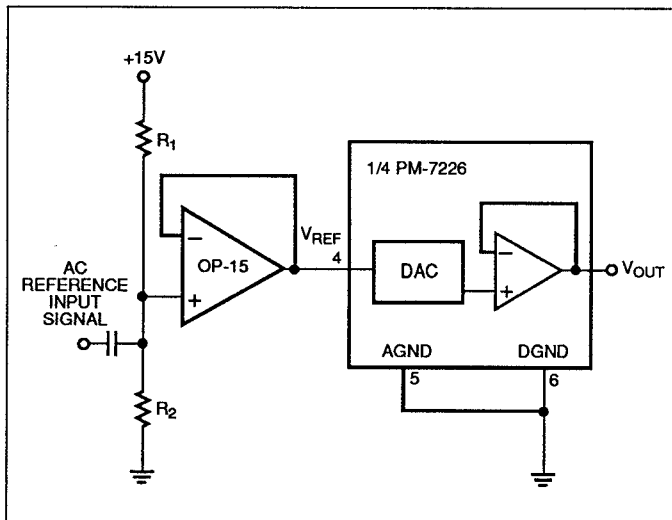 +15V
R1
1/4 PM-7226
VREF
4
OP-15
DAC
VOUT
AC
REFERENCE
INPUT
SIGNAL
AGND
DGND
5
6
R2